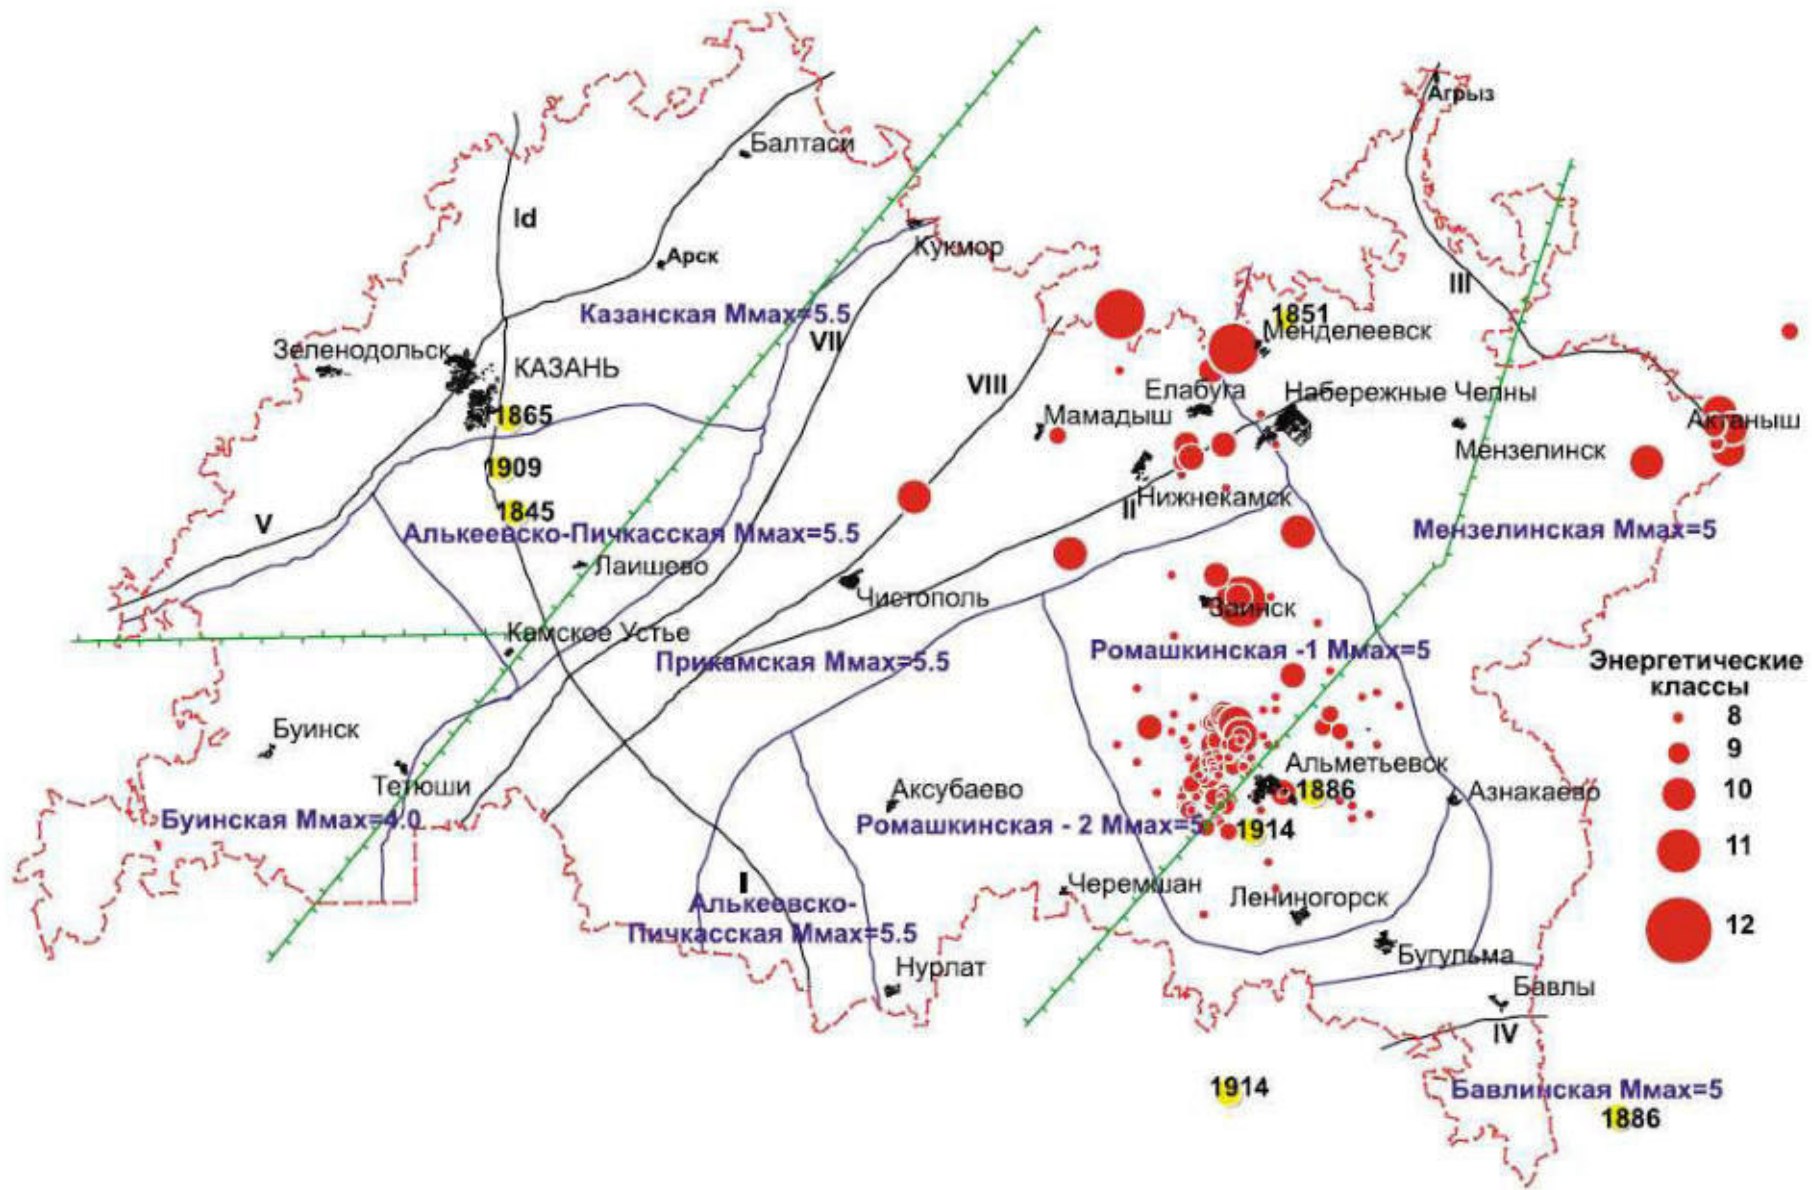 Агрыз
Балтаси
Id
Кукмор
Арск
III
Казанская Ммах=5.5
1851
Менделеевск
VII
Зеленодольск
КАЗАНЬ
VIII
Елабуга
Набережные Челны
1865
Мамадыш
Актаныш
Мензелинск
1909
Нижнекамск
1845
II
V
Алькеевско-Пичкасская Ммах=5.5
Мензелинская Ммах=5
Лаишево
Чистополь
Заинск
Камское Устье
Прикамская Ммах=5.5
Ромашкинская -1 Ммах=5
Энергетические
классы
8
9
10
11
12
Буинск
Тетюши
Альметьевск
Аксубаево
1886
Азнакаево
Буинская Ммах=4.0
Ромашкинская - 2 Ммах=5
1914
I
Черемшан
Лениногорск
Алькеевско-
Пичкасская Ммах=5.5
Бугульма
Нурлат
Бавлы
IV
1914
Бавлинская Ммах=5
1886